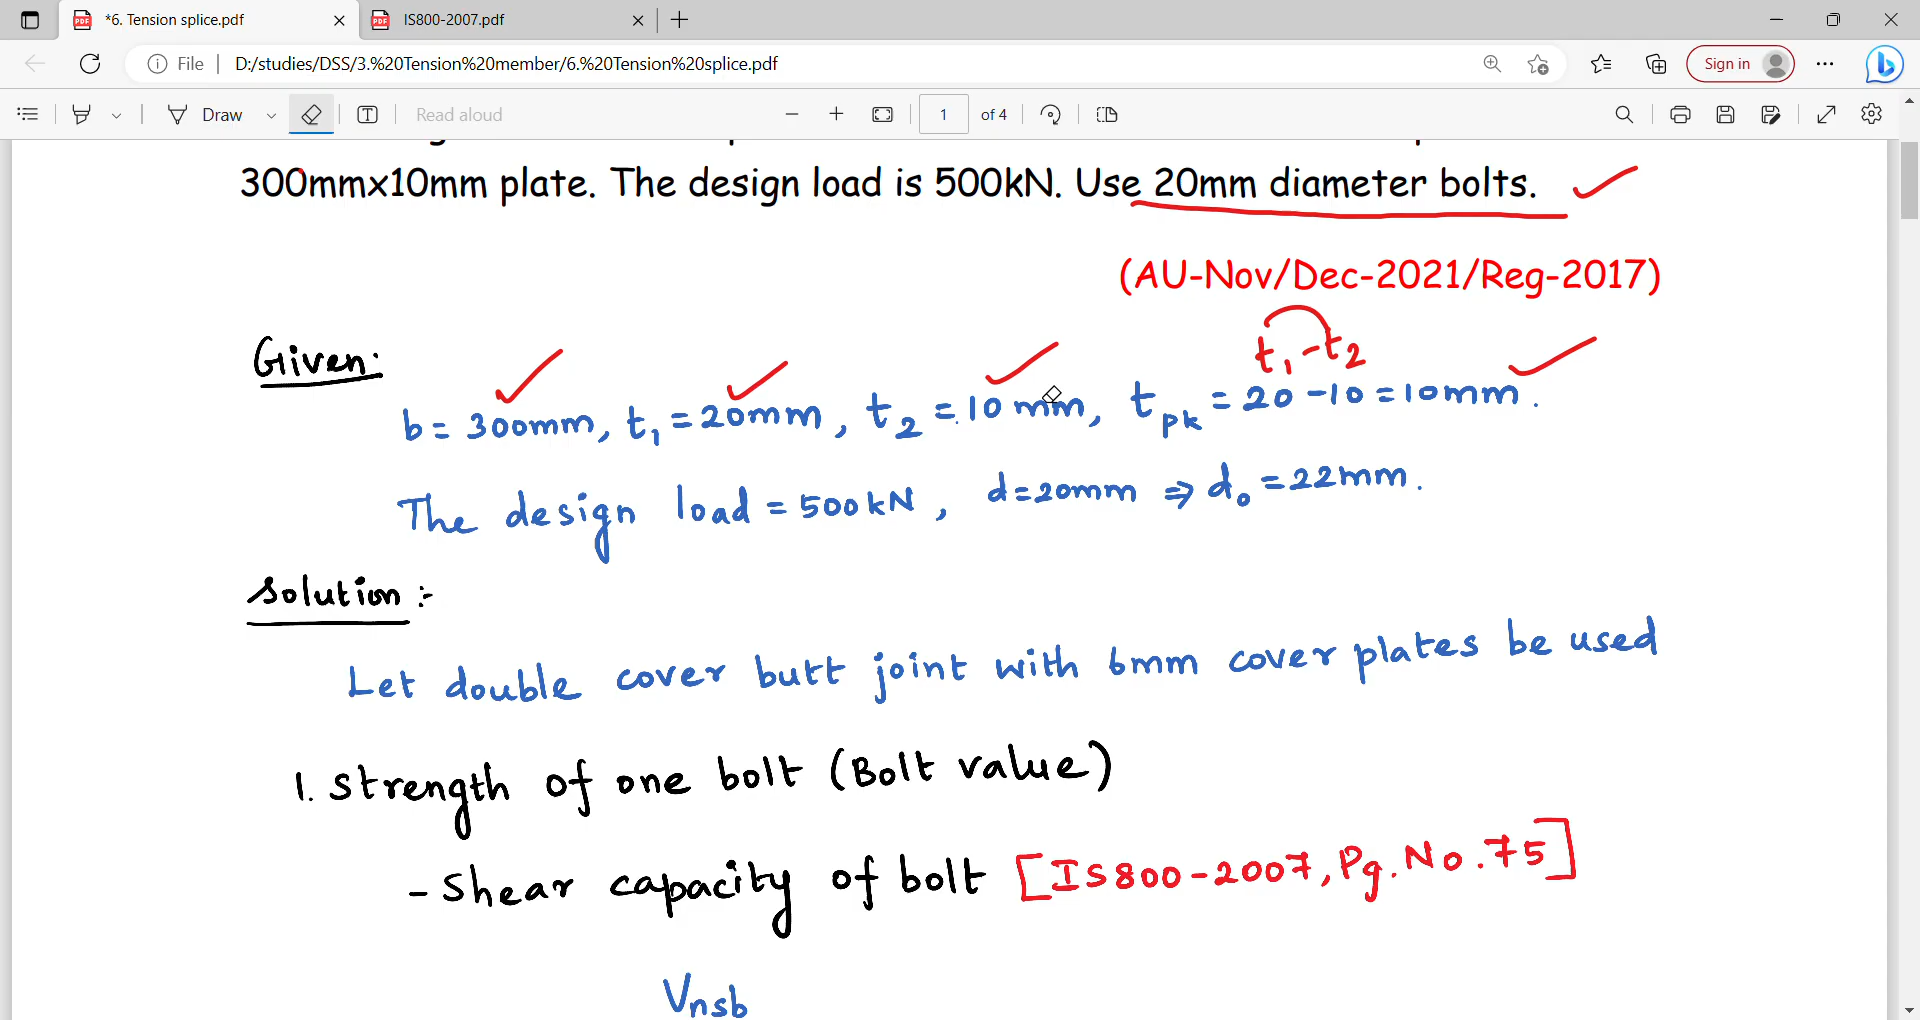 *6. Tension splice.pdf
IS800-2007.pdf
File
D:/studies/DSS/3.%20Tension%20member/6.%20Tension%20splice.pdf
Sign in
Draw
Read aloud
1 of 4
300mmx10mm plate. The design load is 500kN. Use 20mm diameter bolts.
(AU-Nov/Dec-2021/Reg-2017)
t₁ - t₂
Given:
b = 300mm, t₁ = 20mm, t₂ = 10 mm, tpk = 20 - 10 = 10mm.
The design load = 500kN, d=20mm ⇒ d₀ = 22mm.
Solution :-
Let double cover butt joint with 6mm cover plates be used
1. Strength of one bolt (Bolt value)
- Shear capacity of bolt [IS800-2007, Pg. No. 75]
Vnsb